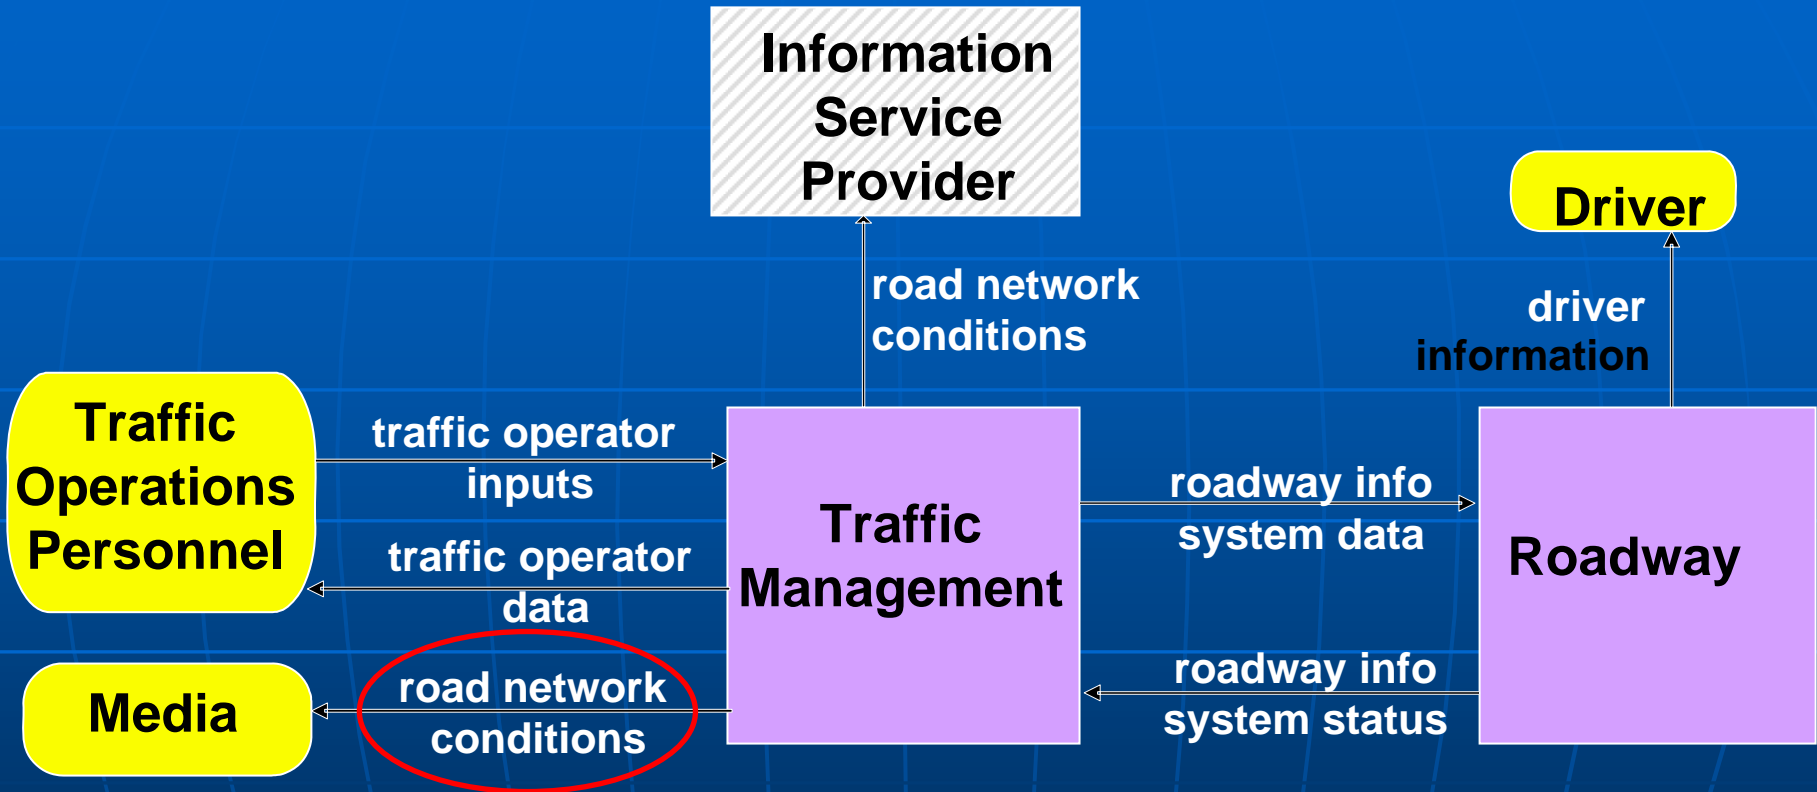 Information
Service
Provider
Driver
road network
conditions
driver
information
Traffic
Operations
Personnel
traffic operator
inputs
traffic operator
data
Traffic
Management
roadway info
system data
Roadway
Media
road network
conditions
roadway info
system status